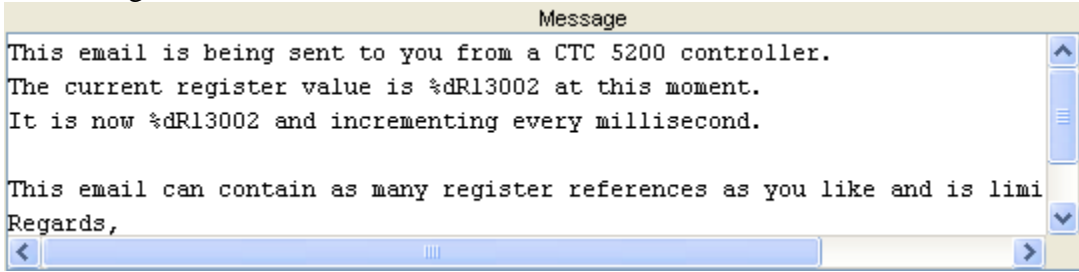 Message
This email is being sent to you from a CTC 5200 controller.
The current register value is %dR13002 at this moment.
It is now %dR13002 and incrementing every millisecond.
This email can contain as many register references as you like and is limi
Regards,